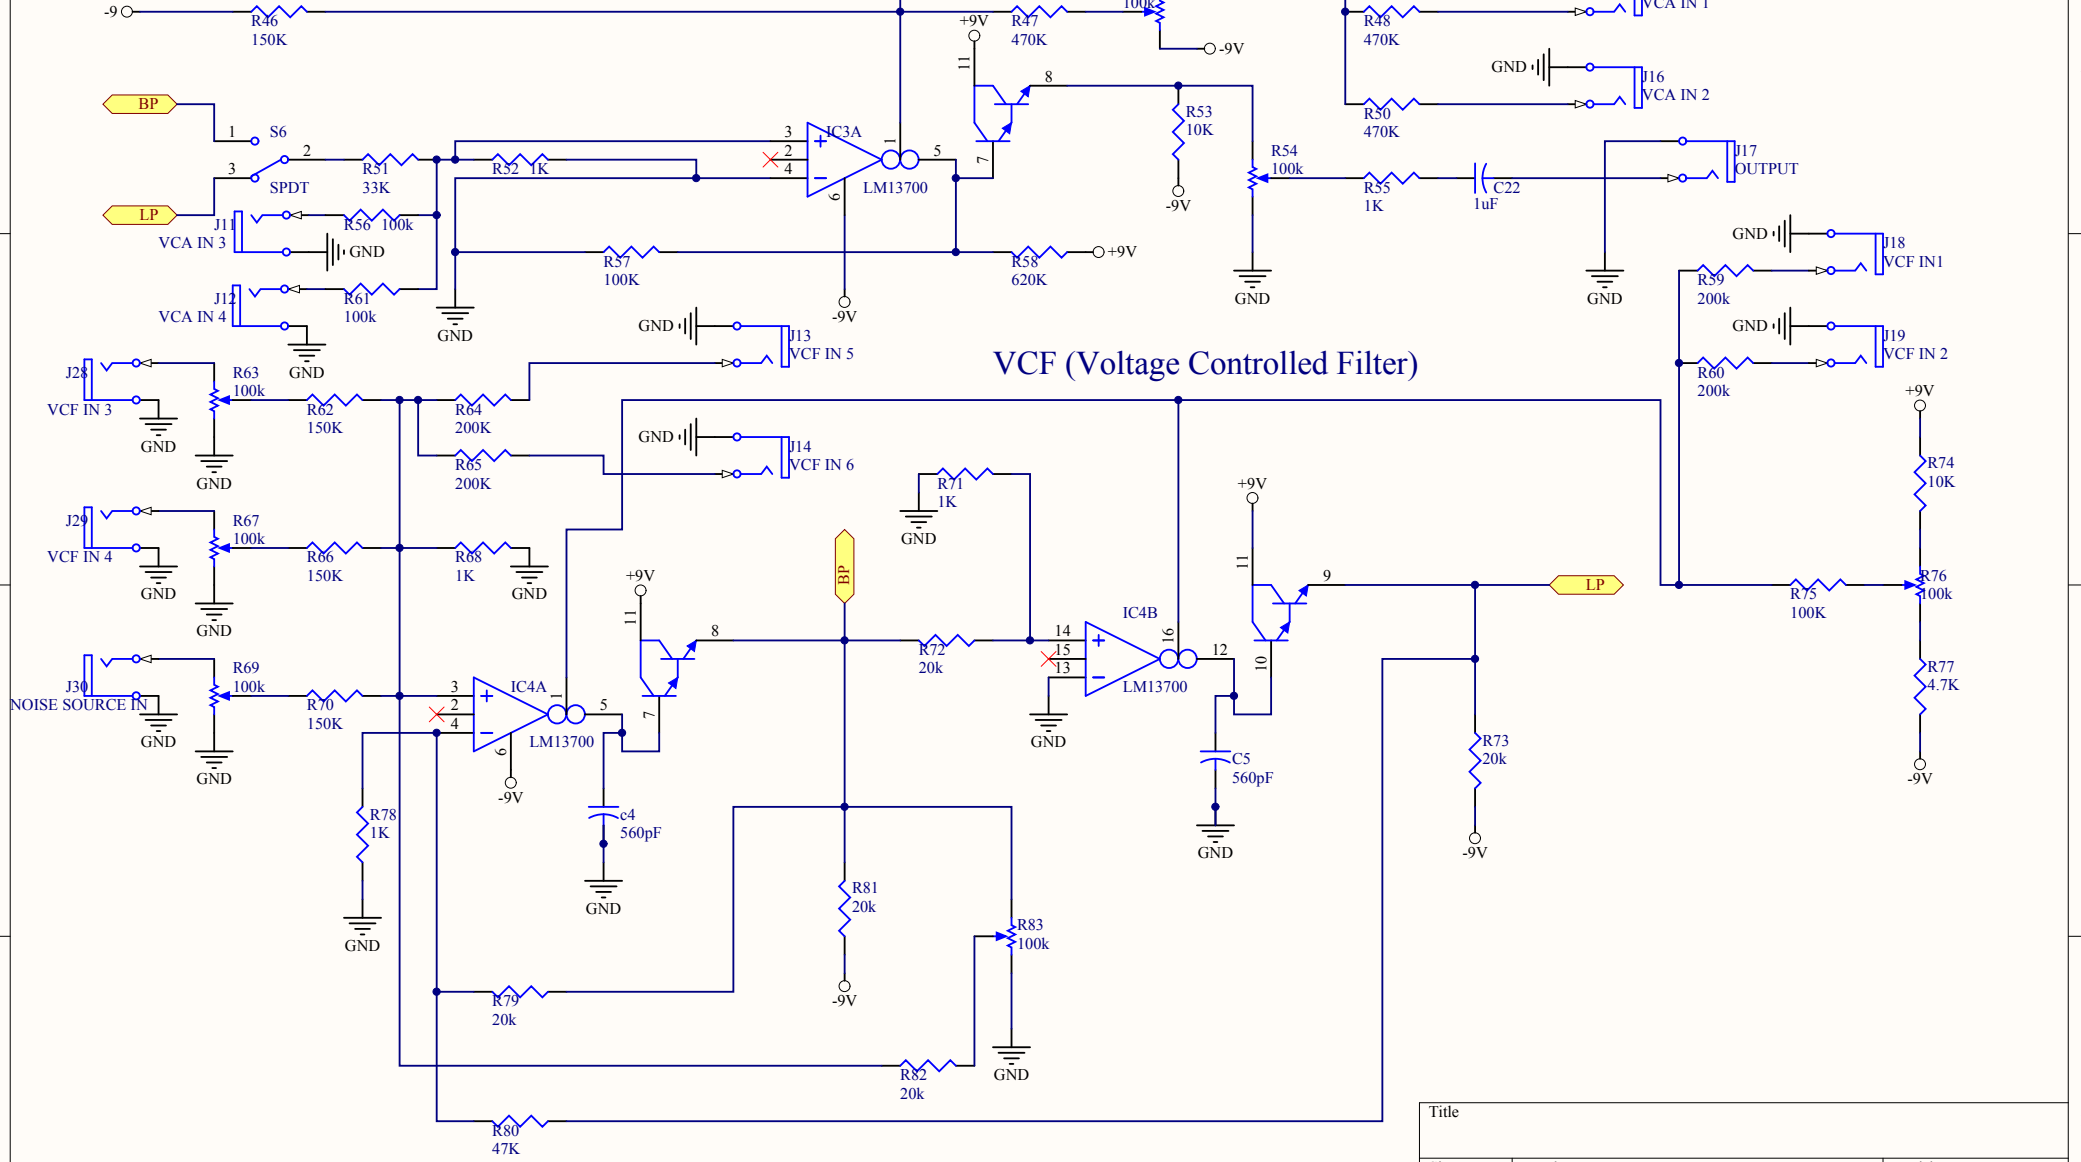 -9
R46
150K
+9V
R47
470K
100k
-9V
R48
470K
VCA IN 1
GND
J16
VCA IN 2
R50
470K
BP
1
S6
3
2
SPDT
LP
R51
33K
R52 1K
3
2
4
IC3A
1
5
LM13700
6
-9V
11
8
7
R53
10K
-9V
R54
100k
GND
R55
1K
C22
1uF
J17
OUTPUT
GND
J11
VCA IN 3
R56 100k
GND
J12
VCA IN 4
R61
100k
GND
GND
R57
100K
R58
620K
+9V
GND
J18
VCF IN1
R59
200k
GND
J19
VCF IN 2
R60
200k
VCF (Voltage Controlled Filter)
GND
J13
VCF IN 5
J28
VCF IN 3
GND
R63
100k
GND
R62
150K
R64
200K
R65
200K
GND
J14
VCF IN 6
J29
VCF IN 4
GND
R67
100k
GND
R66
150K
R68
1K
GND
J30
NOISE SOURCE IN
GND
R69
100k
GND
R70
150K
3
2
4
IC4A
1
5
LM13700
6
-9V
+9V
11
8
7
BP
R71
1K
GND
R72
20k
14
15
13
IC4B
16
12
LM13700
GND
+9V
11
9
10
LP
+9V
R74
10K
R75
100K
R76
100k
R77
4.7K
-9V
R73
20k
-9V
C5
560pF
GND
c4
560pF
GND
R78
1K
GND
R81
20k
-9V
R83
100k
GND
R79
20k
R82
20k
R80
47K
Title